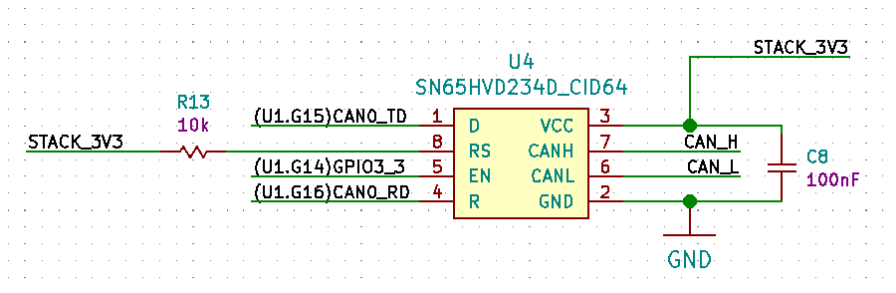 STACK_3V3
U4
SN65HVD234D_CID64
R13
10k
STACK_3V3
(U1.G15)CAN0_TD
1
D
VCC
3
8
RS
CANH
7
CAN_H
(U1.G14)GPIO3_3
5
EN
CANL
6
CAN_L
(U1.G16)CAN0_RD
4
R
GND
2
C8
100nF
GND